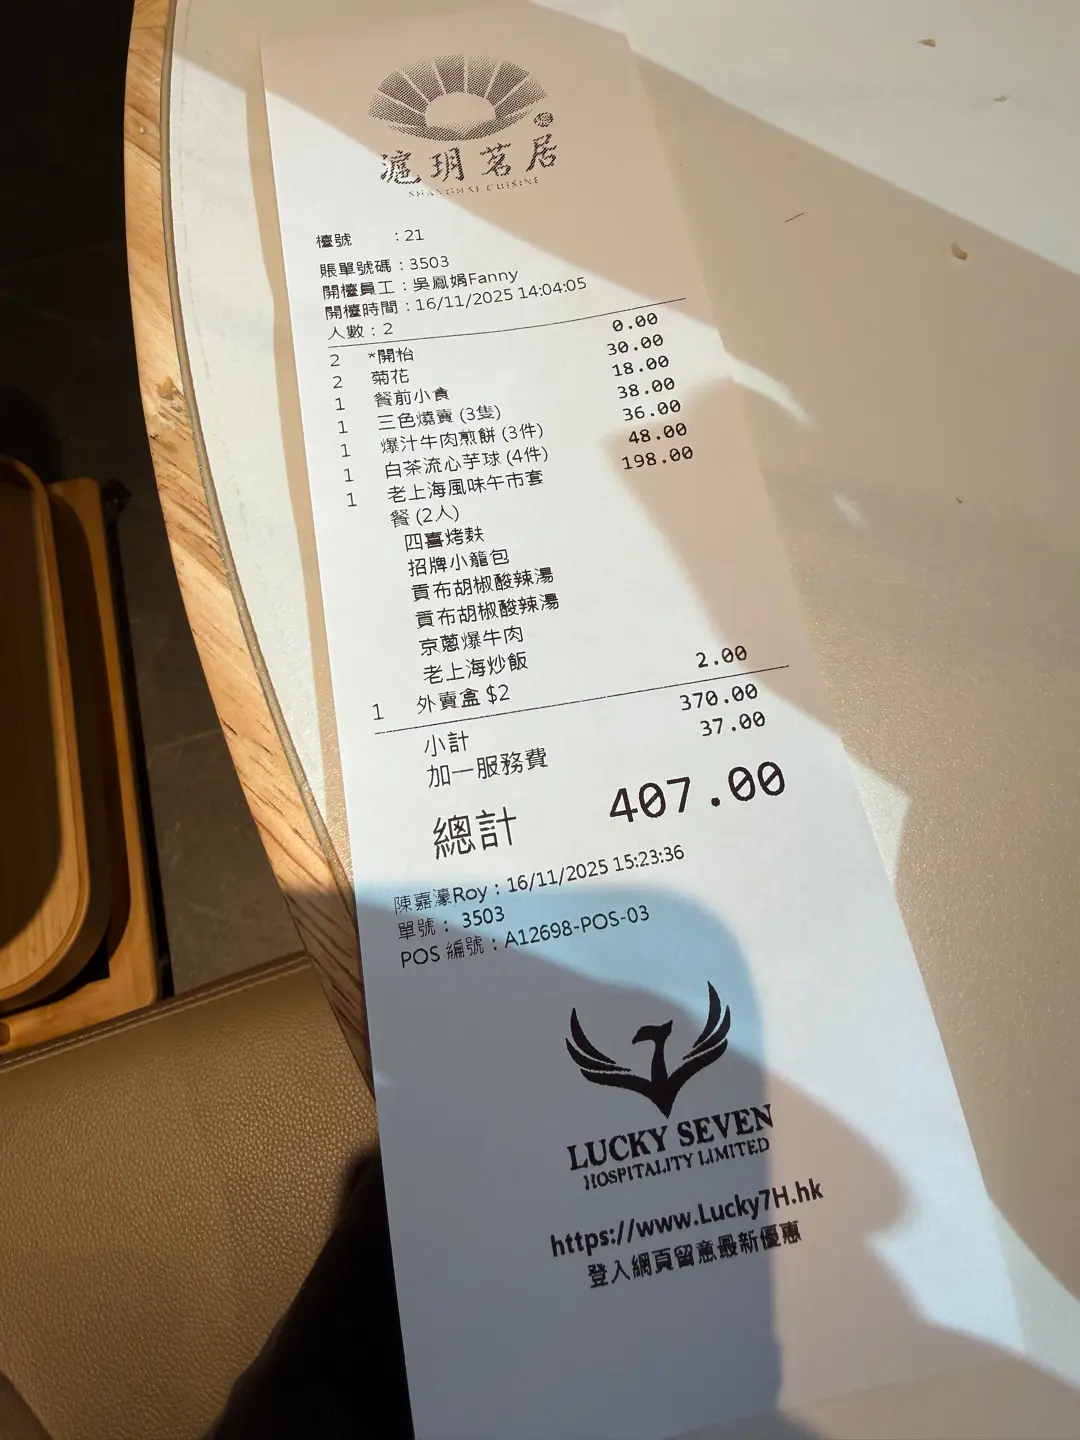 滬玥茗居
SHANGHAI CUISINE
檯號 : 21
賬單號碼 : 3503
開檯員工 : 吳鳳娟Fanny
開檯時間 : 16/11/2025 14:04:05
人數 : 2
2 *開枱 0.00
2 菊花 30.00
1 餐前小食 18.00
1 三色燒賣 (3隻) 38.00
1 爆汁牛肉煎餅 (3件) 36.00
1 白茶流心芋球 (4件) 48.00
1 老上海風味午市套 198.00
餐 (2人)
四喜烤麩
招牌小籠包
貢布胡椒酸辣湯
貢布胡椒酸辣湯
京蔥爆牛肉
老上海炒飯
1 外賣盒 $2 2.00
小計 370.00
加一服務費 37.00
總計 407.00
陳嘉濠Roy : 16/11/2025 15:23:36
單號 : 3503
POS 編號 : A12698-POS-03
LUCKY SEVEN
HOSPITALITY LIMITED
https://www.Lucky7H.hk
登入網頁留意最新優惠